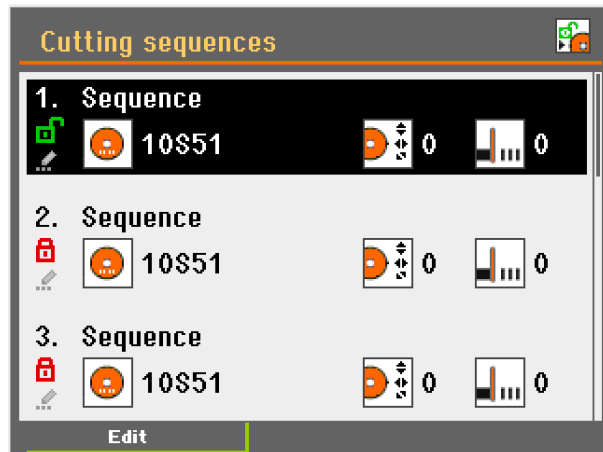 Cutting sequences
1. Sequence
10S51 0 0
2. Sequence
10S51 0 0
3. Sequence
10S51 0 0
Edit